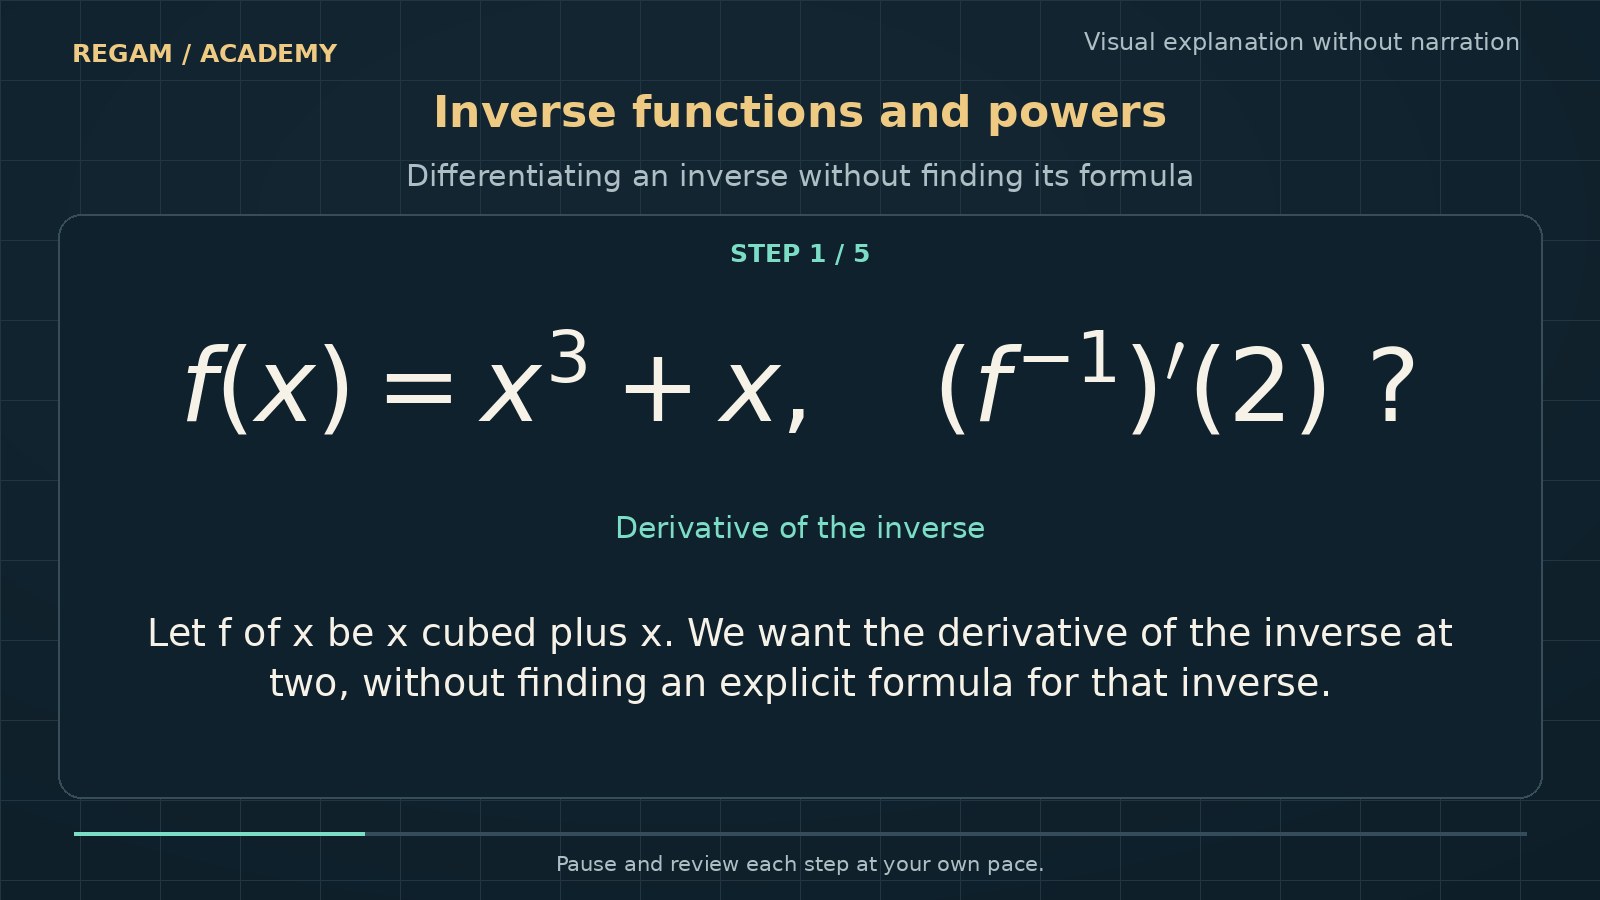 REGAM / ACADEMY
Visual explanation without narration
Inverse functions and powers
Differentiating an inverse without finding its formula
STEP 1 / 5
f(x) = x³ + x,   (f⁻¹)′(2) ?
Derivative of the inverse
Let f of x be x cubed plus x. We want the derivative of the inverse at
two, without finding an explicit formula for that inverse.
Pause and review each step at your own pace.